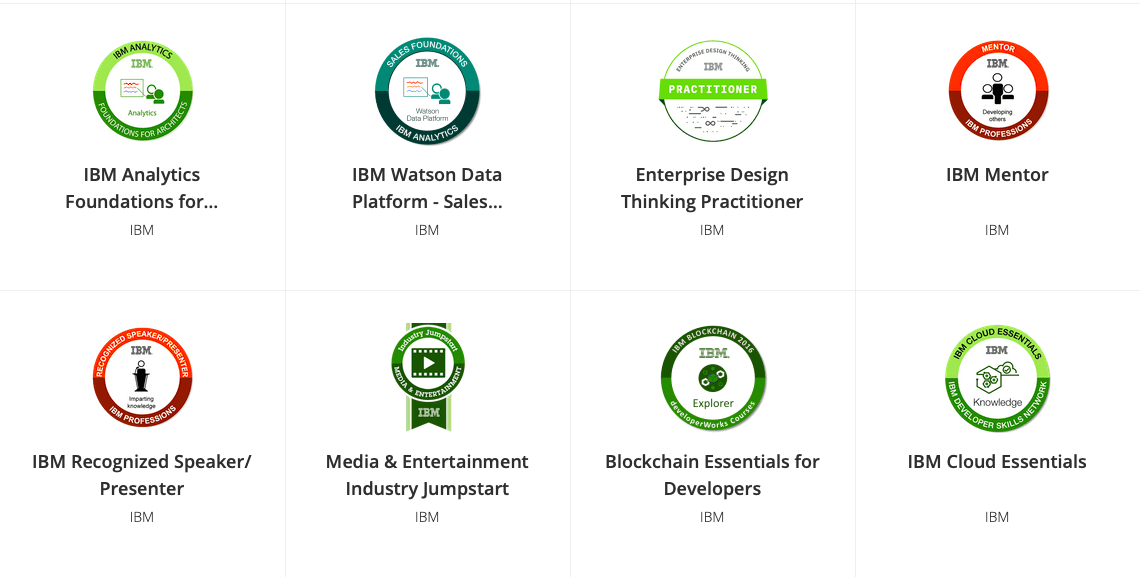 IBM ANALYTICS
IBM
Analytics
FOUNDATIONS FOR ARCHITECTS
IBM Analytics
Foundations for...
IBM
SALES FOUNDATIONS
IBM
Watson
Data Platform
IBM ANALYTICS
IBM Watson Data
Platform - Sales...
IBM
ENTERPRISE DESIGN THINKING
IBM
PRACTITIONER
Enterprise Design
Thinking Practitioner
IBM
MENTOR
IBM
Developing
others
IBM PROFESSIONS
IBM Mentor
IBM
RECOGNIZED SPEAKER/PRESENTER
IBM
Imparting
knowledge
IBM PROFESSIONS
IBM Recognized Speaker/
Presenter
IBM
Industry Jumpstart
MEDIA & ENTERTAINMENT
IBM
Media & Entertainment
Industry Jumpstart
IBM
IBM BLOCKCHAIN 2016
IBM
Explorer
developerWorks Courses
Blockchain Essentials for
Developers
IBM
IBM CLOUD ESSENTIALS
IBM
Knowledge
IBM DEVELOPER SKILLS NETWORK
IBM Cloud Essentials
IBM